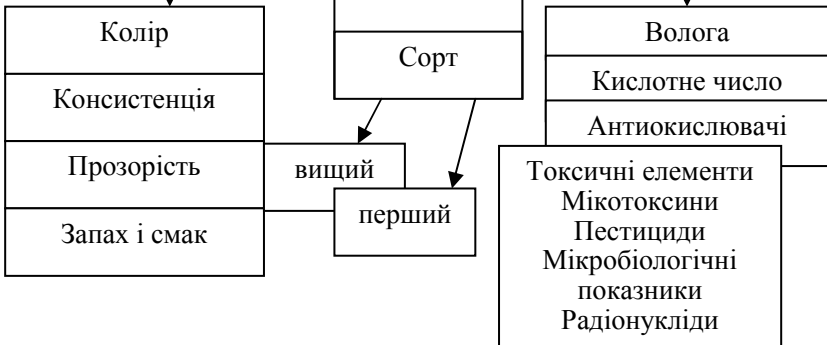 Колір
Консистенція
Прозорість
Запах і смак
Сорт
вищий
перший
Волога
Кислотне число
Антиокислювачі
Токсичні елементи
Мікотоксини
Пестициди
Мікробіологічні
показники
Радіонукліди